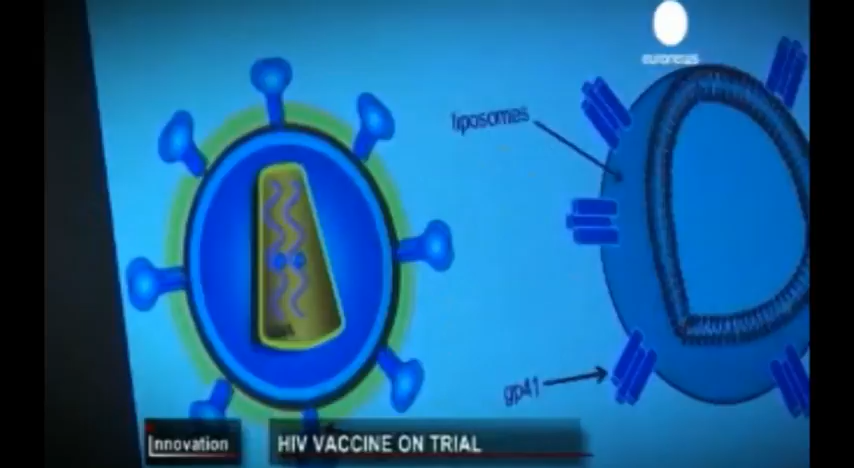 euronews
liposomes
gp41
Innovation
HIV VACCINE ON TRIAL